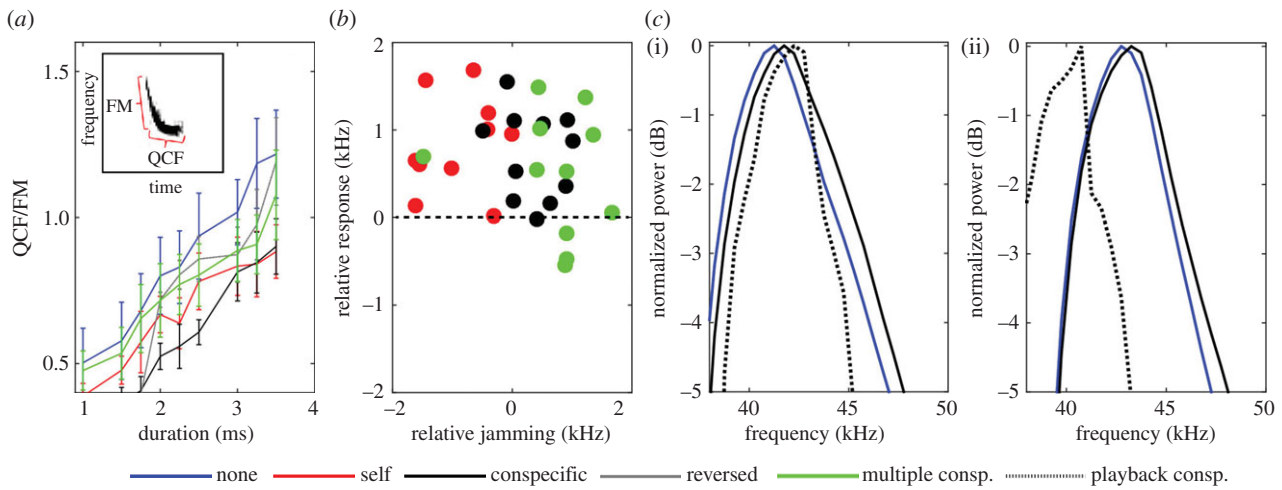 (a)
QCF/FM
1.5
1.0
0.5
frequency
FM
QCF
time
1
2
3
4
duration (ms)
(b)
relative response (kHz)
2
1
0
–1
–2
–2
0
2
relative jamming (kHz)
(c)
(i)
normalized power (dB)
0
–1
–2
–3
–4
–5
40
45
50
frequency (kHz)
(ii)
normalized power (dB)
0
–1
–2
–3
–4
–5
40
45
50
frequency (kHz)
none
self
conspecific
reversed
multiple consp.
playback consp.